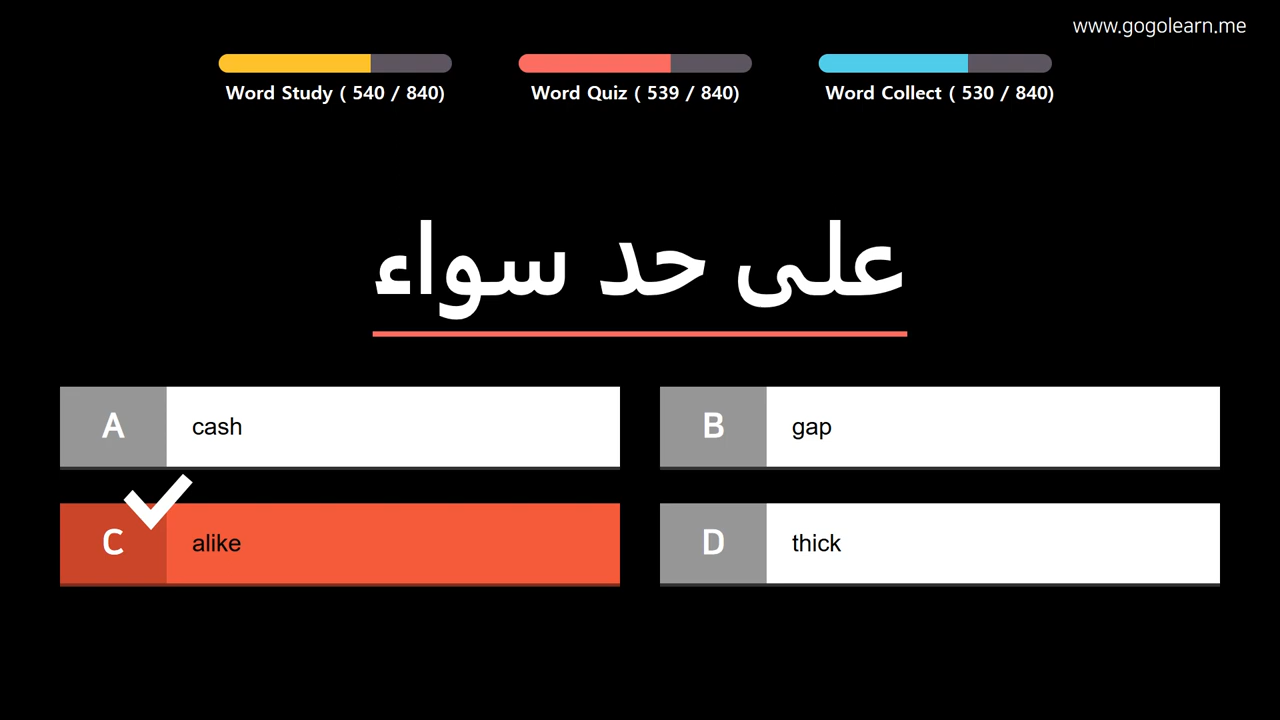 www.gogolearn.me
Word Study ( 540 / 840)
Word Quiz ( 539 / 840)
Word Collect ( 530 / 840)
على حد سواء
A cash
B gap
C alike
D thick